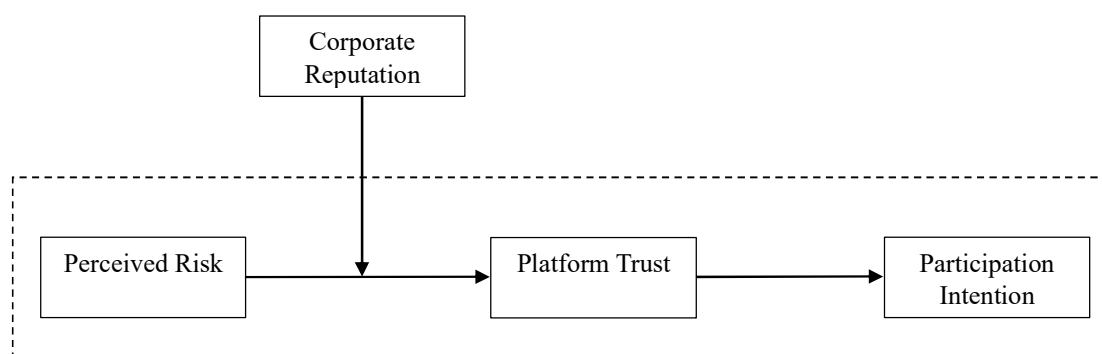 Corporate
Reputation
Perceived Risk
Platform Trust
Participation
Intention